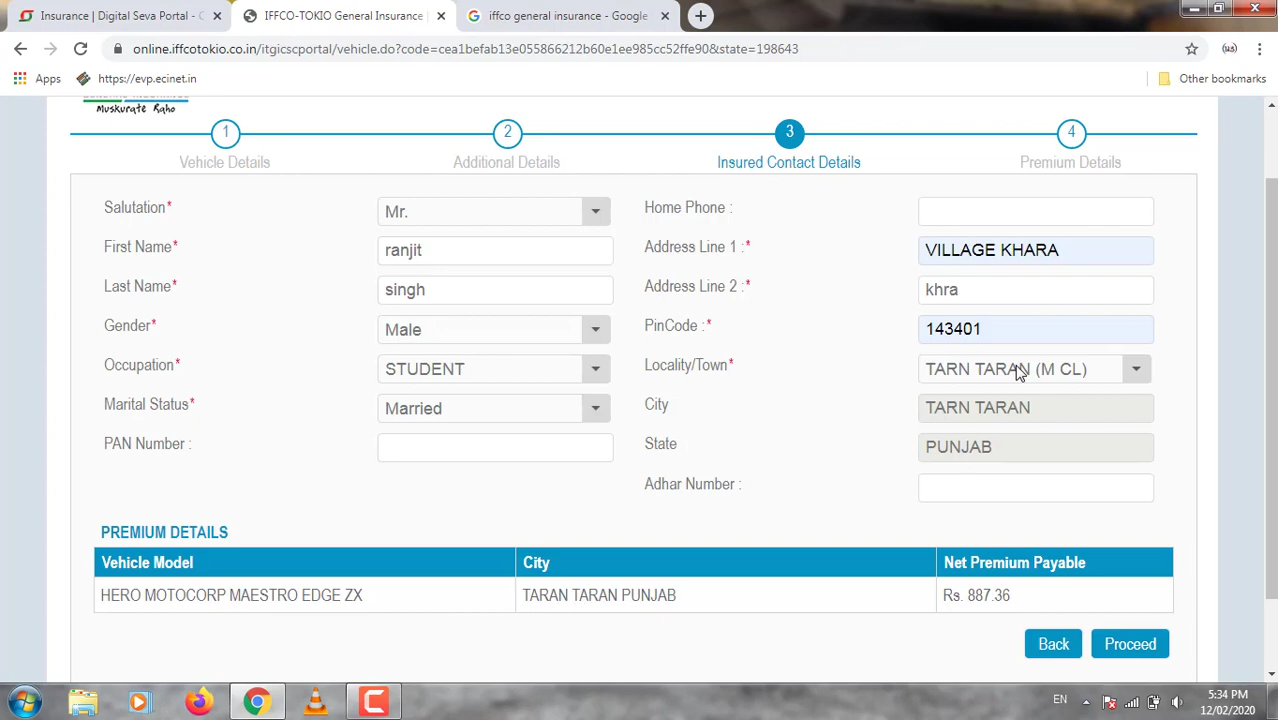 Insurance | Digital Seva Portal - C
IFFCO-TOKIO General Insurance |
iffco general insurance - Google
online.iffcotokio.co.in/itgicscportal/vehicle.do?code=cea1befab13e055866212b60e1ee985cc52ffe90&state=198643
Apps
https://evp.ecinet.in
Other bookmarks
Muskurate Raho
1
2
3
4
Vehicle Details
Additional Details
Insured Contact Details
Premium Details
Salutation*
Mr.
Home Phone :
First Name*
ranjit
Address Line 1 :*
VILLAGE KHARA
Last Name*
singh
Address Line 2 :*
khra
Gender*
Male
PinCode :*
143401
Occupation*
STUDENT
Locality/Town*
TARN TARAN (M CL)
Marital Status*
Married
City
TARN TARAN
PAN Number :
State
PUNJAB
Adhar Number :
PREMIUM DETAILS
Vehicle Model
City
Net Premium Payable
HERO MOTOCORP MAESTRO EDGE ZX
TARAN TARAN PUNJAB
Rs. 887.36
Back
Proceed
EN
5:34 PM
12/02/2020